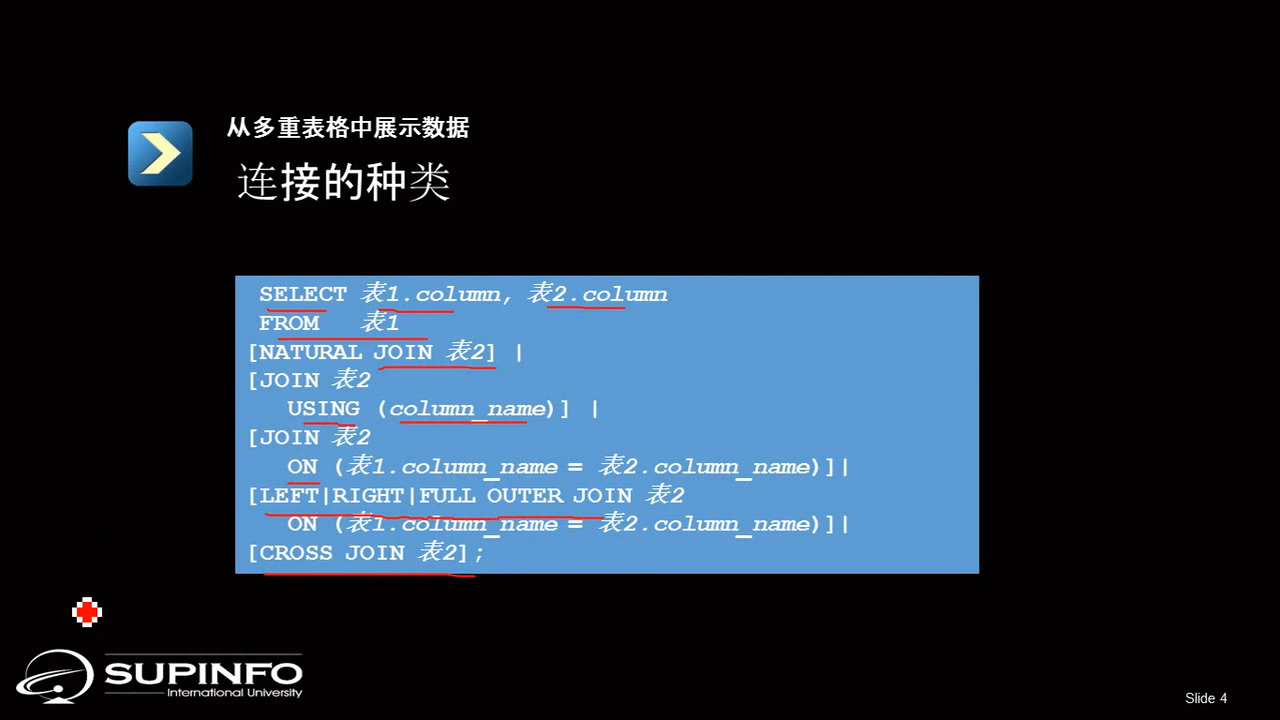 从多重表格中展示数据
连接的种类
SELECT 表1.column, 表2.column
FROM 表1
[NATURAL JOIN 表2] |
[JOIN 表2
USING (column_name)] |
[JOIN 表2
ON (表1.column_name = 表2.column_name)]|
[LEFT|RIGHT|FULL OUTER JOIN 表2
ON (表1.column_name = 表2.column_name)]|
[CROSS JOIN 表2];
SUPINFO
International University
Slide 4